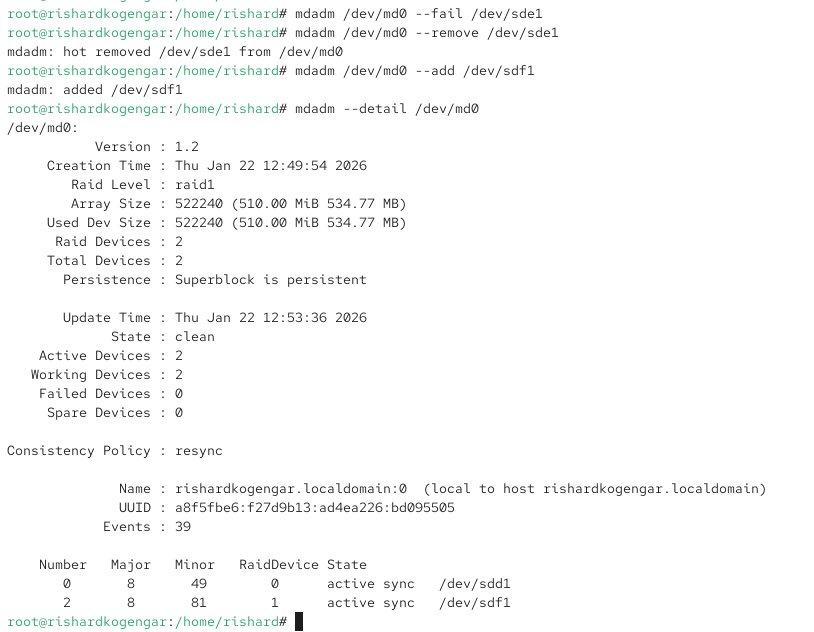 root@rishardkogengar:/home/rishard# mdadm /dev/md0 --fail /dev/sde1
root@rishardkogengar:/home/rishard# mdadm /dev/md0 --remove /dev/sde1
mdadm: hot removed /dev/sde1 from /dev/md0
root@rishardkogengar:/home/rishard# mdadm /dev/md0 --add /dev/sdf1
mdadm: added /dev/sdf1
root@rishardkogengar:/home/rishard# mdadm --detail /dev/md0
/dev/md0:
Version : 1.2
Creation Time : Thu Jan 22 12:49:54 2026
Raid Level : raid1
Array Size : 522240 (510.00 MiB 534.77 MB)
Used Dev Size : 522240 (510.00 MiB 534.77 MB)
Raid Devices : 2
Total Devices : 2
Persistence : Superblock is persistent
Update Time : Thu Jan 22 12:53:36 2026
State : clean
Active Devices : 2
Working Devices : 2
Failed Devices : 0
Spare Devices : 0
Consistency Policy : resync
Name : rishardkogengar.localdomain:0  (local to host rishardkogengar.localdomain)
UUID : a8f5fbe6:f27d9b13:ad4ea226:bd095505
Events : 39
Number   Major   Minor   RaidDevice State
0       8       49        0      active sync   /dev/sdd1
2       8       81        1      active sync   /dev/sdf1
root@rishardkogengar:/home/rishard#